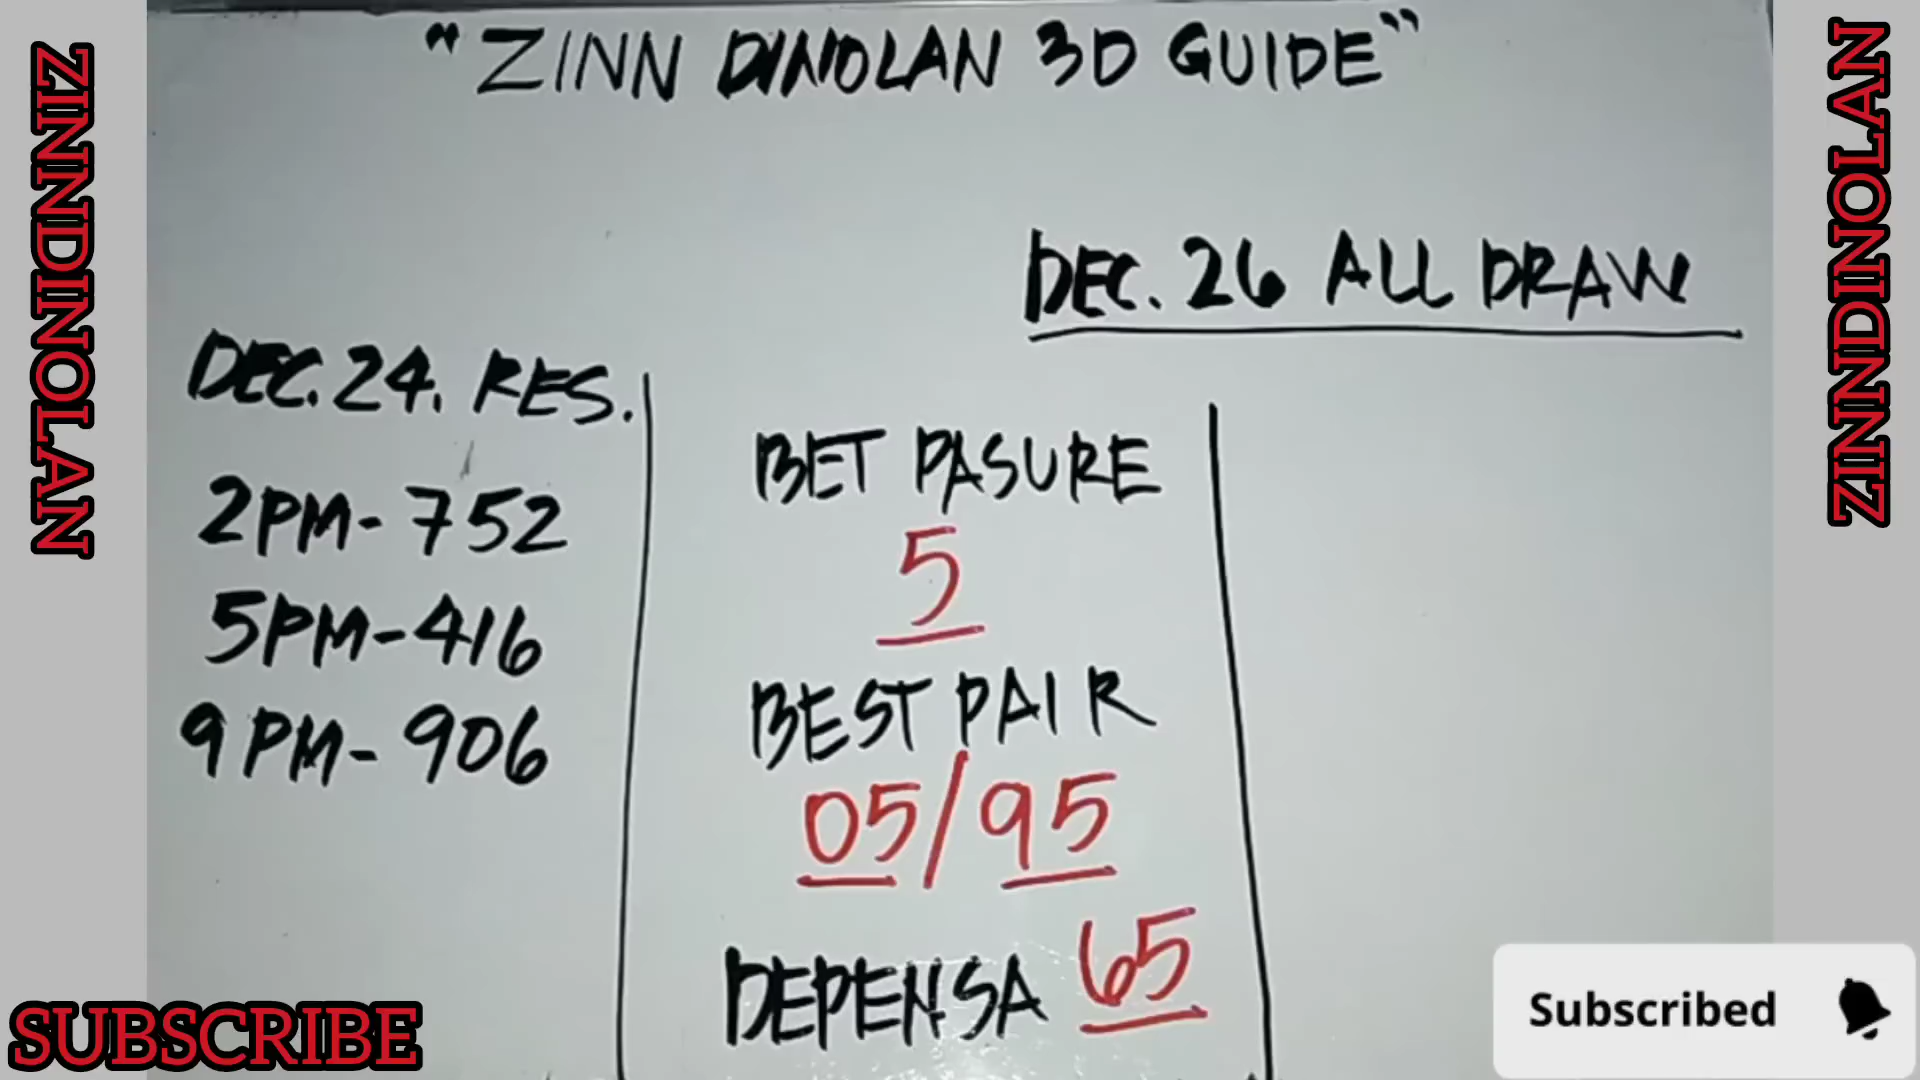 "ZINN DINOLAN 3D GUIDE"
DEC. 26 ALL DRAW
DEC. 24. RES.
2PM - 752
5PM - 416
9PM - 906
BET PASURE
5
BEST PAIR
05/95
DEPENSA 65
ZINNDINOLAN
ZINNDINOLAN
SUBSCRIBE
Subscribed